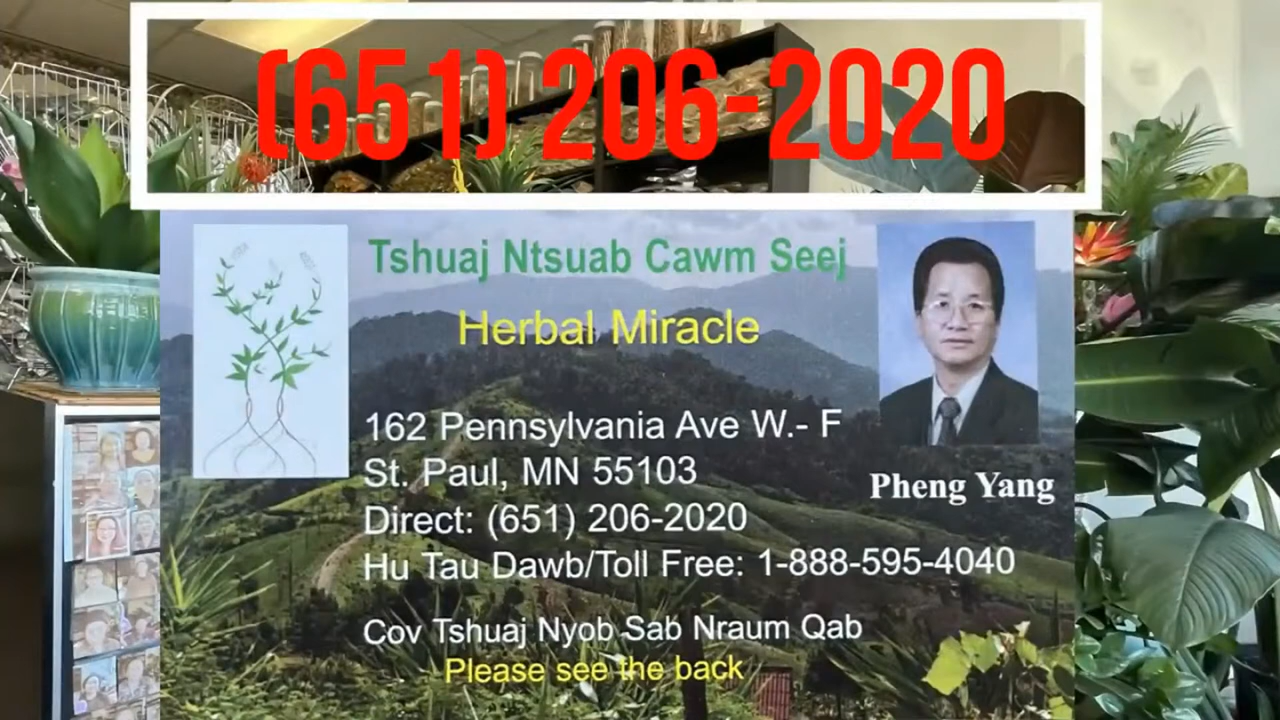 (651) 206-2020
Tshuaj Ntsuab Cawm Seej
Herbal Miracle
162 Pennsylvania Ave W.- F
St. Paul, MN 55103
Pheng Yang
Direct: (651) 206-2020
Hu Tau Dawb/Toll Free: 1-888-595-4040
Cov Tshuaj Nyob Sab Nraum Qab
Please see the back